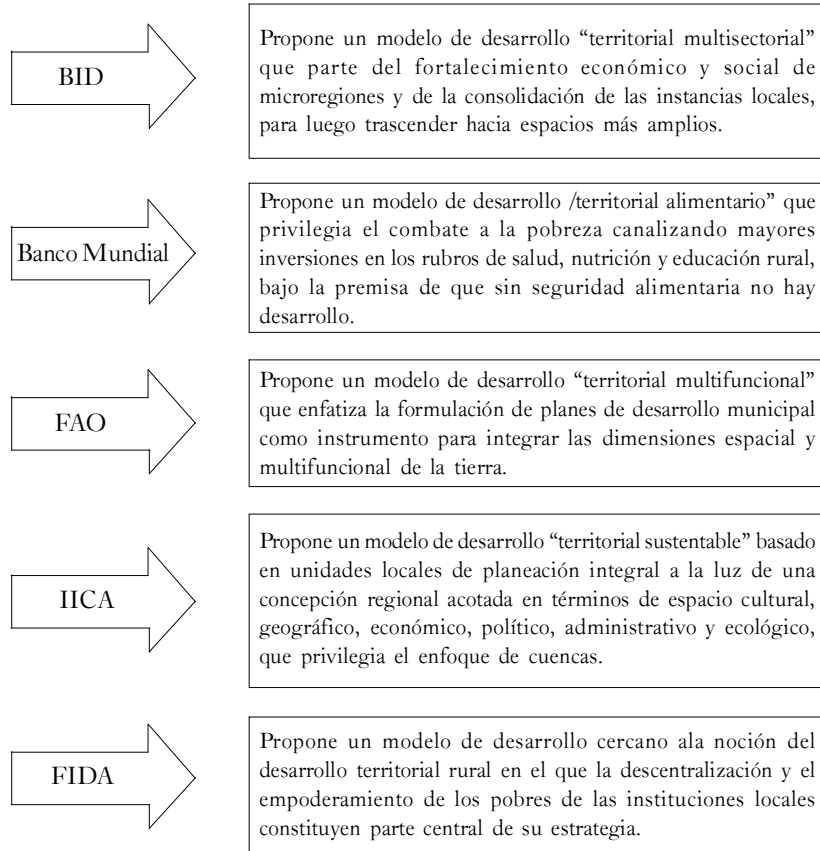 BID
Propone un modelo de desarrollo “territorial multisectorial”
que parte del fortalecimiento económico y social de
microregiones y de la consolidación de las instancias locales,
para luego trascender hacia espacios más amplios.
Banco Mundial
Propone un modelo de desarrollo /territorial alimentario” que
privilegia el combate a la pobreza canalizando mayores
inversiones en los rubros de salud, nutrición y educación rural,
bajo la premisa de que sin seguridad alimentaria no hay
desarrollo.
FAO
Propone un modelo de desarrollo “territorial multifuncional”
que enfatiza la formulación de planes de desarrollo municipal
como instrumento para integrar las dimensiones espacial y
multifuncional de la tierra.
IICA
Propone un modelo de desarrollo “territorial sustentable” basado
en unidades locales de planeación integral a la luz de una
concepción regional acotada en términos de espacio cultural,
geográfico, económico, político, administrativo y ecológico,
que privilegia el enfoque de cuencas.
FIDA
Propone un modelo de desarrollo cercano ala noción del
desarrollo territorial rural en el que la descentralización y el
empoderamiento de los pobres de las instituciones locales
constituyen parte central de su estrategia.